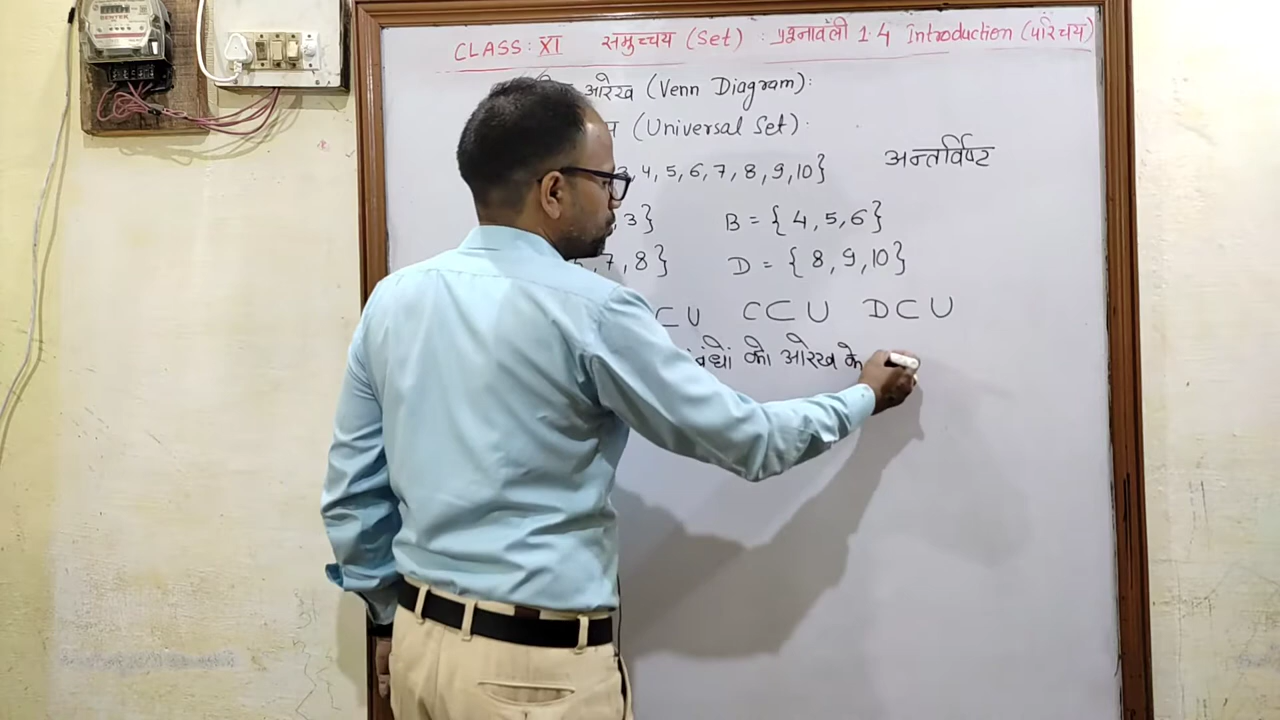 CLASS: XI समुच्चय (Set) : प्रश्नावली 1.4 Introduction (परिचय)
आरेख (Venn Diagram):
(Universal Set).
3, 4, 5, 6, 7, 8, 9, 10}
अन्तर्विष्ट
, 3} B = { 4, 5, 6 }
, 7, 8 } D = { 8, 9, 10 }
⊂ U C ⊂ U D ⊂ U
को आरेख के